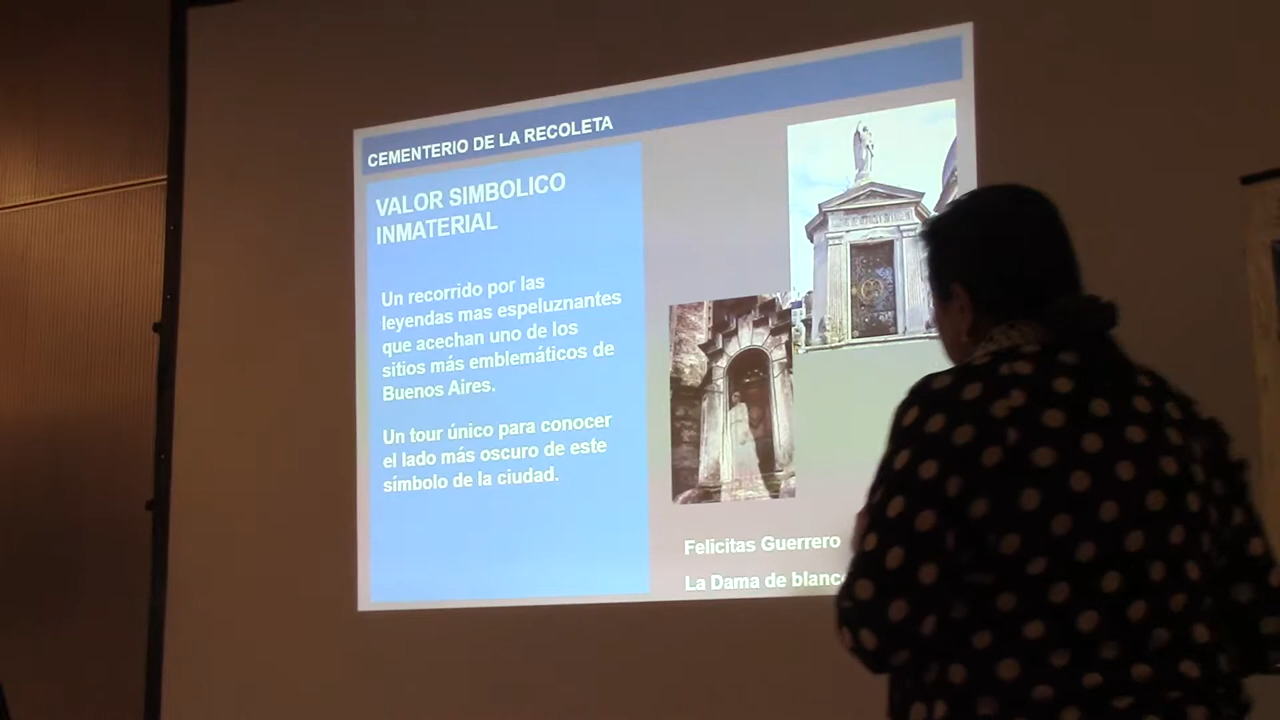 CEMENTERIO DE LA RECOLETA
VALOR SIMBOLICO
INMATERIAL
Un recorrido por las
leyendas mas espeluznantes
que acechan uno de los
sitios más emblemáticos de
Buenos Aires.
Un tour único para conocer
el lado más oscuro de este
símbolo de la ciudad.
Felicitas Guerrero
La Dama de blanco